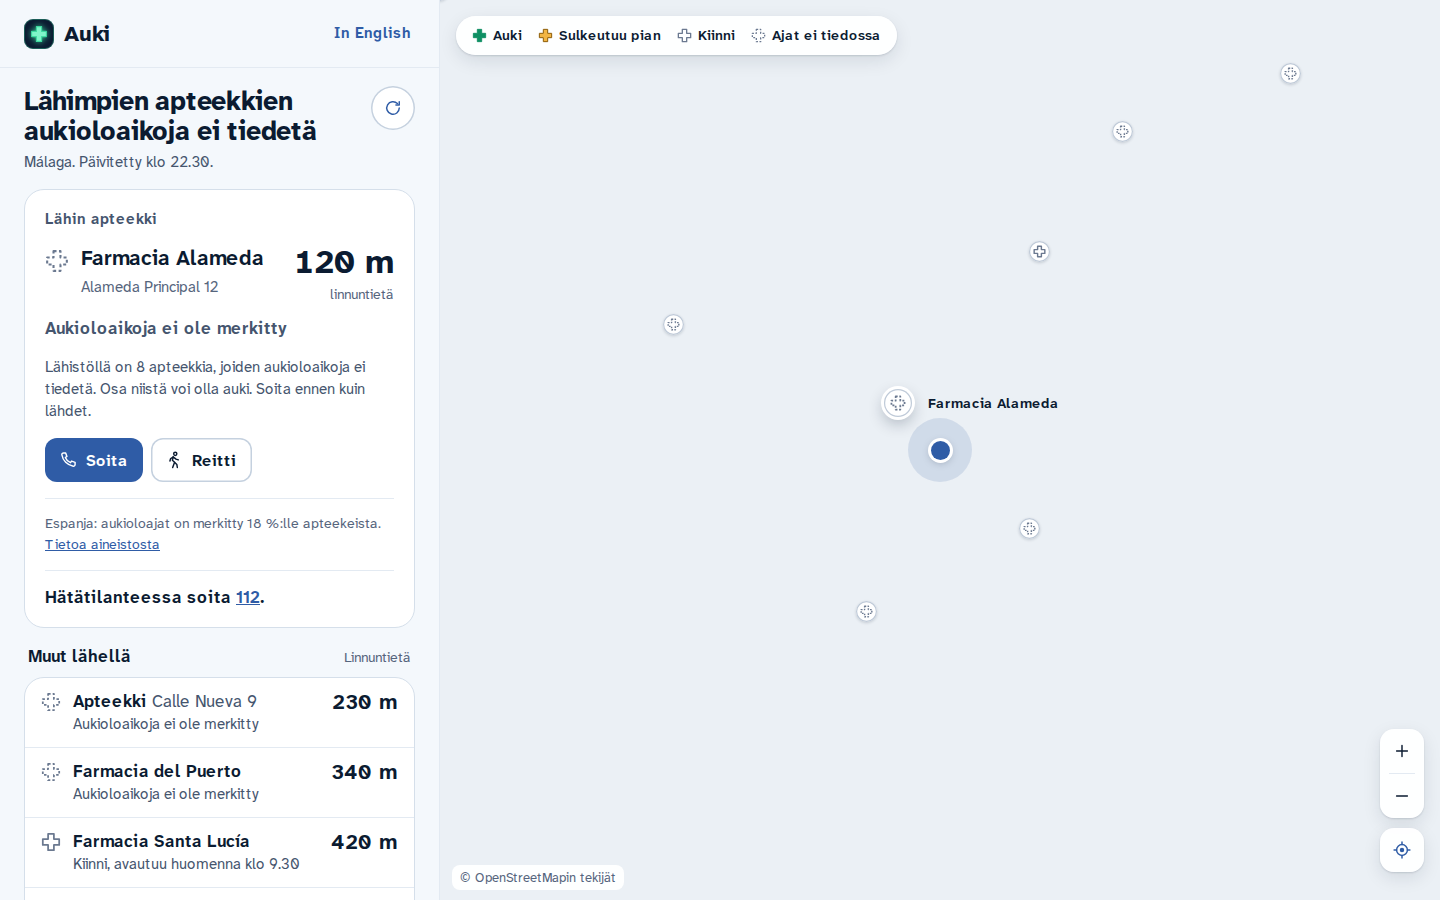 Auki
In English
Lähimpien apteekkien
aukioloaikoja ei tiedetä
Málaga. Päivitetty klo 22.30.
Lähin apteekki
Farmacia Alameda
120 m
Alameda Principal 12
linnuntietä
Aukioloaikoja ei ole merkitty
Lähistöllä on 8 apteekkia, joiden aukioloaikoja ei
tiedetä. Osa niistä voi olla auki. Soita ennen kuin
lähdet.
Soita
Reitti
Espanja: aukioloajat on merkitty 18 %:lle apteekeista.
Tietoa aineistosta
Hätätilanteessa soita 112.
Muut lähellä
Linnuntietä
Apteekki Calle Nueva 9
230 m
Aukioloaikoja ei ole merkitty
Farmacia del Puerto
340 m
Aukioloaikoja ei ole merkitty
Farmacia Santa Lucía
420 m
Kiinni, avautuu huomenna klo 9.30
Auki
Sulkeutuu pian
Kiinni
Ajat ei tiedossa
Farmacia Alameda
© OpenStreetMapin tekijät